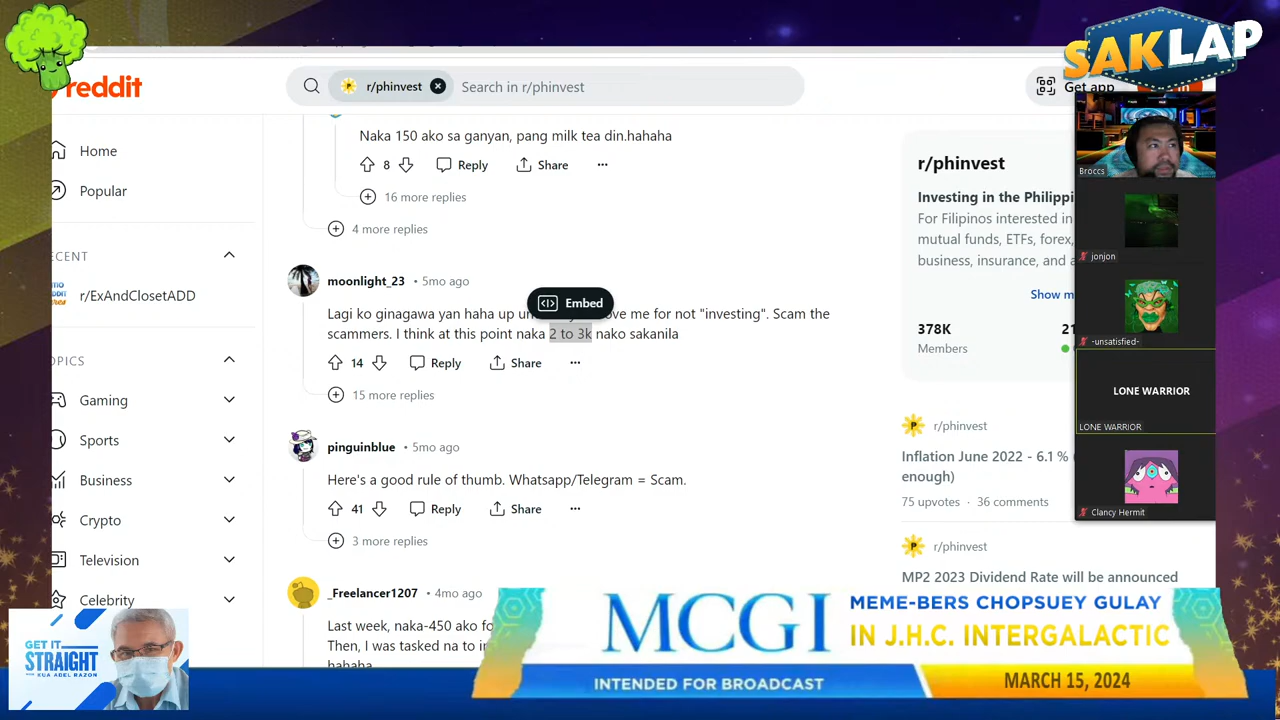 SAKLAP
reddit
r/phinvest
Search in r/phinvest
Get app
Home
Popular
ECENT
r/ExAndClosetADD
OPICS
Gaming
Sports
Business
Crypto
Television
Celebrity
Naka 150 ako sa ganyan, pang milk tea din.hahaha
8 Reply Share
16 more replies
4 more replies
moonlight_23 • 5mo ago
Embed
Lagi ko ginagawa yan haha up me for not "investing". Scam the
scammers. I think at this point naka 2 to 3k nako sakanila
14 Reply Share
15 more replies
pinguinblue • 5mo ago
Here's a good rule of thumb. Whatsapp/Telegram = Scam.
41 Reply Share
3 more replies
_Freelancer1207 • 4mo ago
Last week, naka-450 ako
Then, I was tasked na to
hahaha
r/phinvest
Investing in the
For Filipinos interested in
mutual funds, ETFs, forex,
business, insurance, and
Show
378K
Members
r/phinvest
Inflation June 2022 - 6.1 %
enough)
75 upvotes · 36 comments
r/phinvest
MP2 2023 Dividend Rate will be announced
Broccs
jonjon
-unsatisfied-
LONE WARRIOR
LONE WARRIOR
Clancy Hermit
GET IT
STRAIGHT
KUA ADEL RAZON
MCGI
MEME-BERS CHOPSUEY GULAY
IN J.H.C. INTERGALACTIC
INTENDED FOR BROADCAST
MARCH 15, 2024